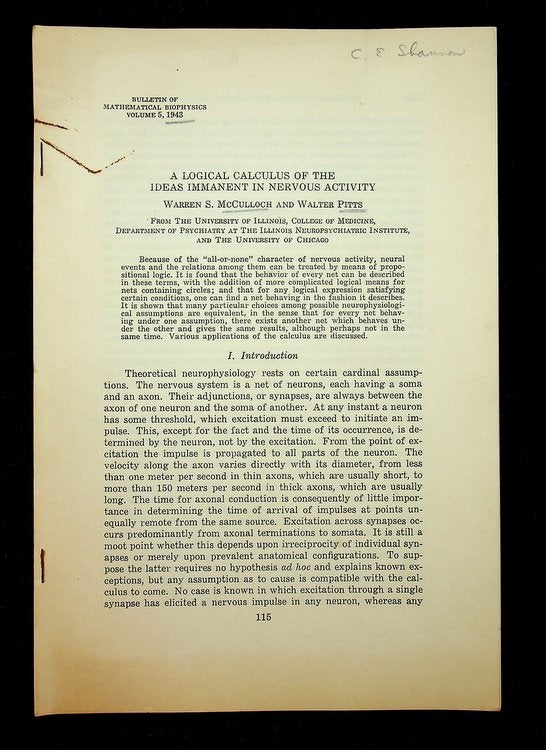 C. E Shannon
BULLETIN OF
MATHEMATICAL BIOPHYSICS
VOLUME 5, 1943
A LOGICAL CALCULUS OF THE
IDEAS IMMANENT IN NERVOUS ACTIVITY
WARREN S. MCCULLOCH AND WALTER PITTS
FROM THE UNIVERSITY OF ILLINOIS, COLLEGE OF MEDICINE,
DEPARTMENT OF PSYCHIATRY AT THE ILLINOIS NEUROPSYCHIATRIC INSTITUTE,
AND THE UNIVERSITY OF CHICAGO
Because of the "all-or-none" character of nervous activity, neural
events and the relations among them can be treated by means of propo-
sitional logic. It is found that the behavior of every net can be described
in these terms, with the addition of more complicated logical means for
nets containing circles; and that for any logical expression satisfying
certain conditions, one can find a net behaving in the fashion it describes.
It is shown that many particular choices among possible neurophysiologi-
cal assumptions are equivalent, in the sense that for every net behav-
ing under one assumption, there exists another net which behaves un-
der the other and gives the same results, although perhaps not in the
same time. Various applications of the calculus are discussed.
I. Introduction
Theoretical neurophysiology rests on certain cardinal assump-
tions. The nervous system is a net of neurons, each having a soma
and an axon. Their adjunctions, or synapses, are always between the
axon of one neuron and the soma of another. At any instant a neuron
has some threshold, which excitation must exceed to initiate an im-
pulse. This, except for the fact and the time of its occurrence, is de-
termined by the neuron, not by the excitation. From the point of ex-
citation the impulse is propagated to all parts of the neuron. The
velocity along the axon varies directly with its diameter, from less
than one meter per second in thin axons, which are usually short, to
more than 150 meters per second in thick axons, which are usually
long. The time for axonal conduction is consequently of little impor-
tance in determining the time of arrival of impulses at points un-
equally remote from the same source. Excitation across synapses oc-
curs predominantly from axonal terminations to somata. It is still a
moot point whether this depends upon irreciprocity of individual syn-
apses or merely upon prevalent anatomical configurations. To sup-
pose the latter requires no hypothesis ad hoc and explains known ex-
ceptions, but any assumption as to cause is compatible with the cal-
culus to come. No case is known in which excitation through a single
synapse has elicited a nervous impulse in any neuron, whereas any
115